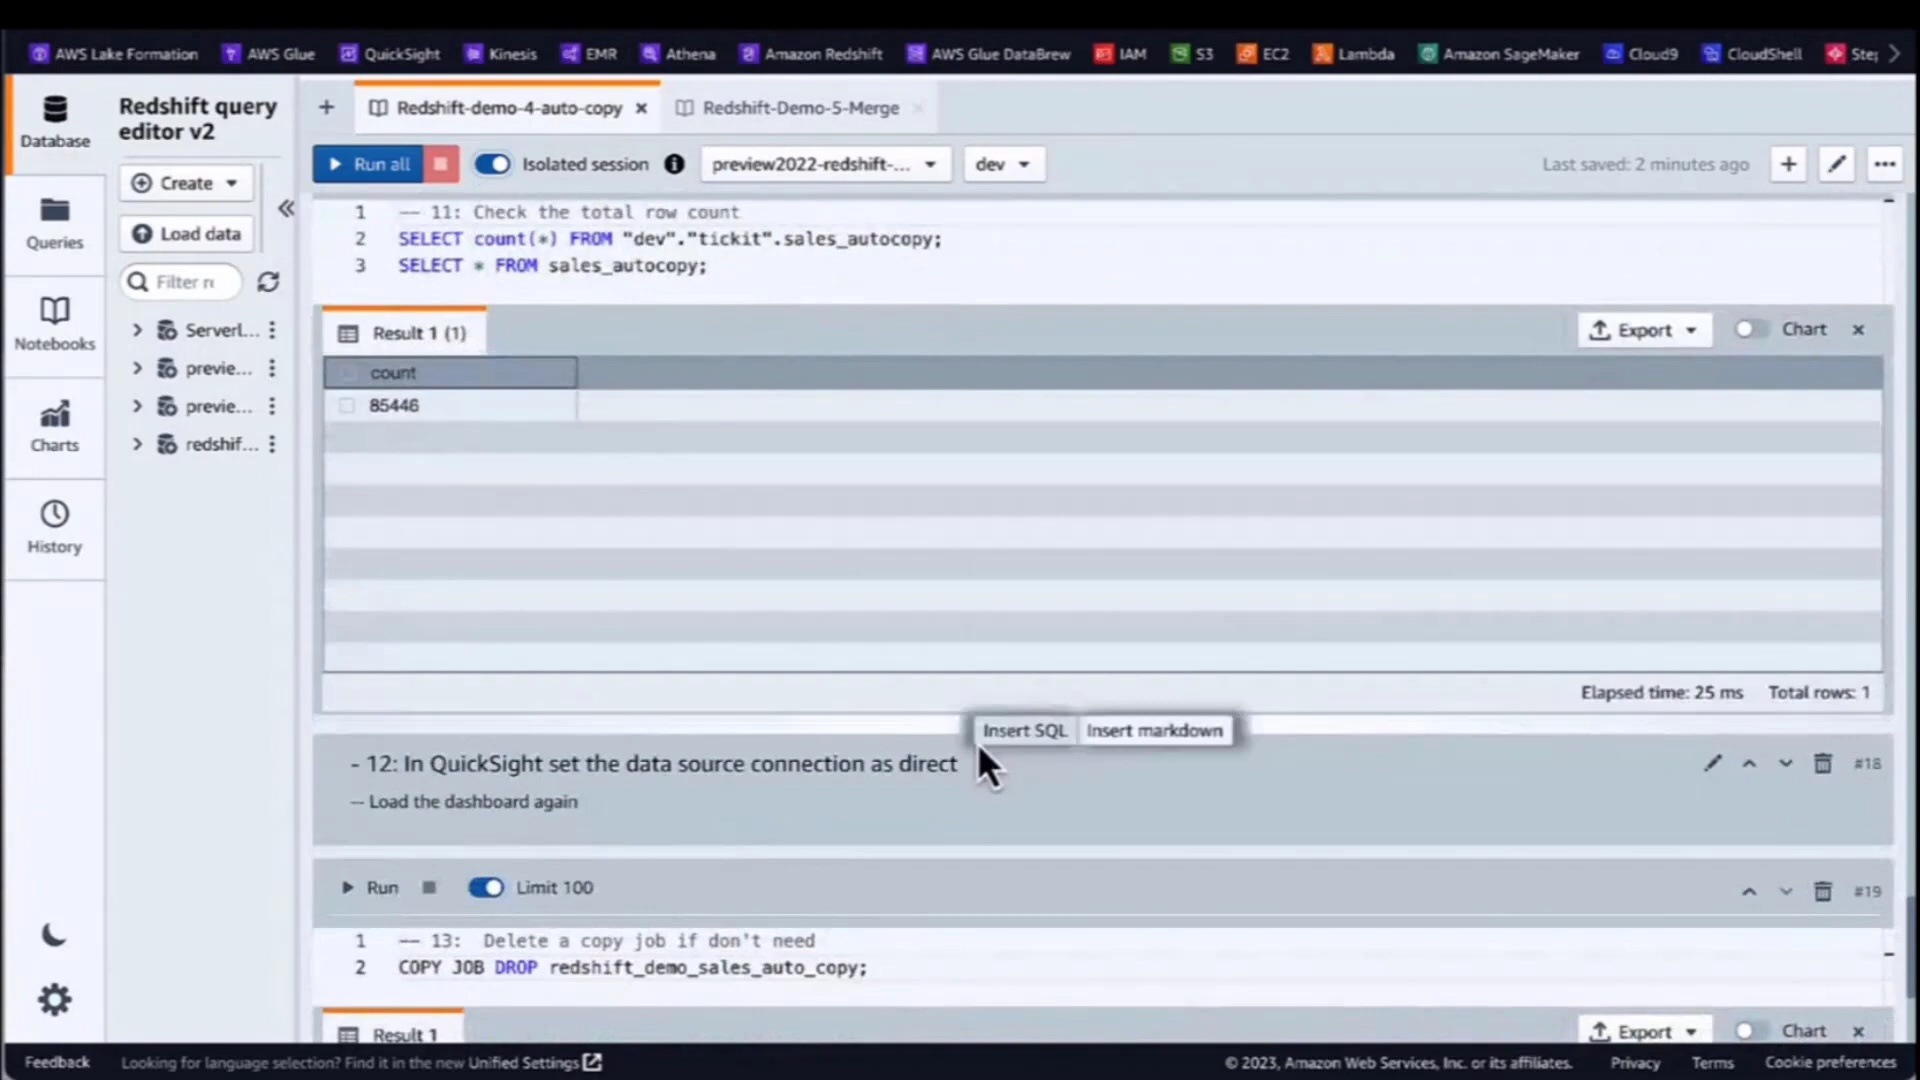 AWS Lake Formation AWS Glue QuickSight Kinesis EMR Athena Amazon Redshift AWS Glue DataBrew IAM S3 EC2 Lambda Amazon SageMaker Cloud9 CloudShell Step
Database
Queries
Notebooks
Charts
History
Redshift query
editor v2
Create
Load data
Filter r
Serverl...
previe...
previe...
redshif...
Redshift-demo-4-auto-copy Redshift-Demo-5-Merge
Run all Isolated session preview2022-redshift-... dev Last saved: 2 minutes ago
1 -- 11: Check the total row count
2 SELECT count(*) FROM "dev"."tickit".sales_autocopy;
3 SELECT * FROM sales_autocopy;
Result 1 (1) Export Chart
count
85446
Elapsed time: 25 ms Total rows: 1
Insert SQL Insert markdown
- 12: In QuickSight set the data source connection as direct #18
-- Load the dashboard again
Run Limit 100 #19
1 -- 13: Delete a copy job if don't need
2 COPY JOB DROP redshift_demo_sales_auto_copy;
Result 1 Export Chart
Feedback Looking for language selection? Find it in the new Unified Settings © 2023, Amazon Web Services, Inc. or its affiliates. Privacy Terms Cookie preferences